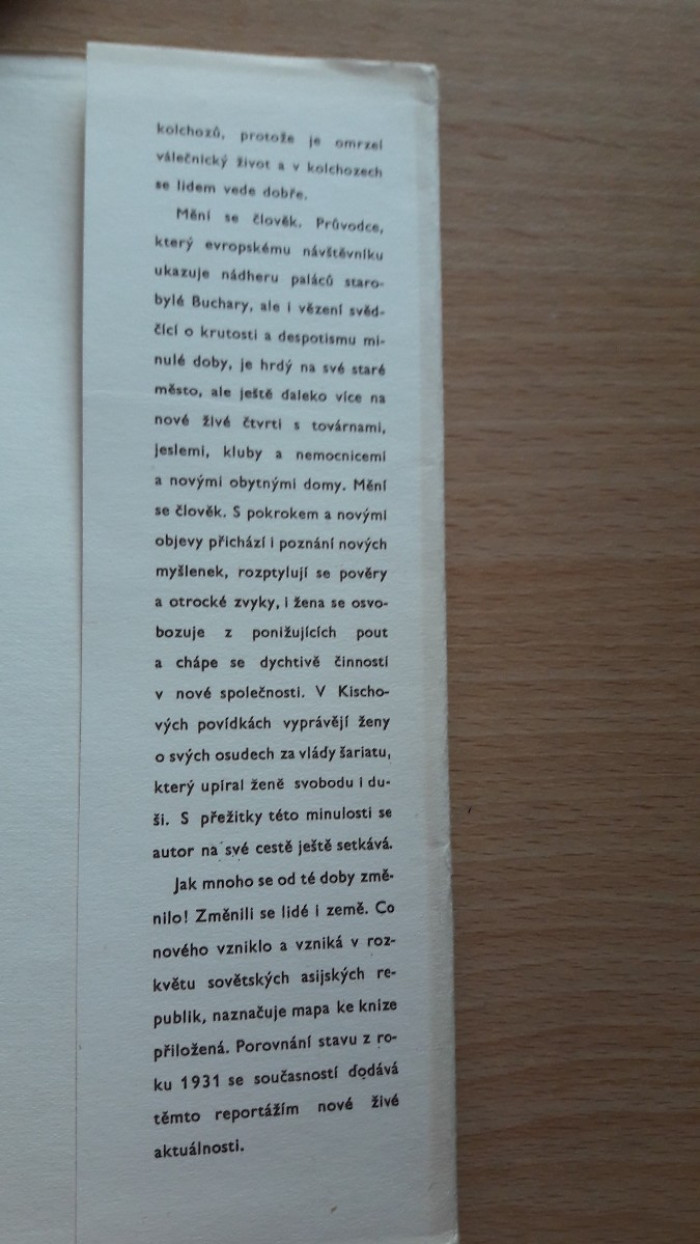 kolchozů, protože je omrzel
válečnický život a v kolchozech
se lidem vede dobře.
Mění se člověk. Průvodce,
který evropskému návštěvníku
ukazuje nádheru paláců staro-
bylé Buchary, ale i vězení svěd-
čící o krutosti a despotismu mi-
nulé doby, je hrdý na své staré
město, ale ještě daleko více na
nové živé čtvrti s továrnami,
jeslemi, kluby a nemocnicemi
a novými obytnými domy. Mění
se člověk. S pokrokem a novými
objevy přichází i poznání nových
myšlenek, rozptylují se pověry
a otrocké zvyky, i žena se osvo-
bozuje z ponižujících pout
a chápe se dychtivě činnosti
v nové společnosti. V Kischo-
vých povídkách vyprávějí ženy
o svých osudech za vlády šariatu,
který upíral ženě svobodu i du-
ši. S přežitky této minulosti se
autor na své cestě ještě setkává.
Jak mnoho se od té doby změ-
nilo! Změnili se lidé i země. Co
nového vzniklo a vzniká v roz-
květu sovětských asijských re-
publik, naznačuje mapa ke knize
přiložená. Porovnání stavu z ro-
ku 1931 se současností dodává
těmto reportážím nové živé
aktuálnosti.